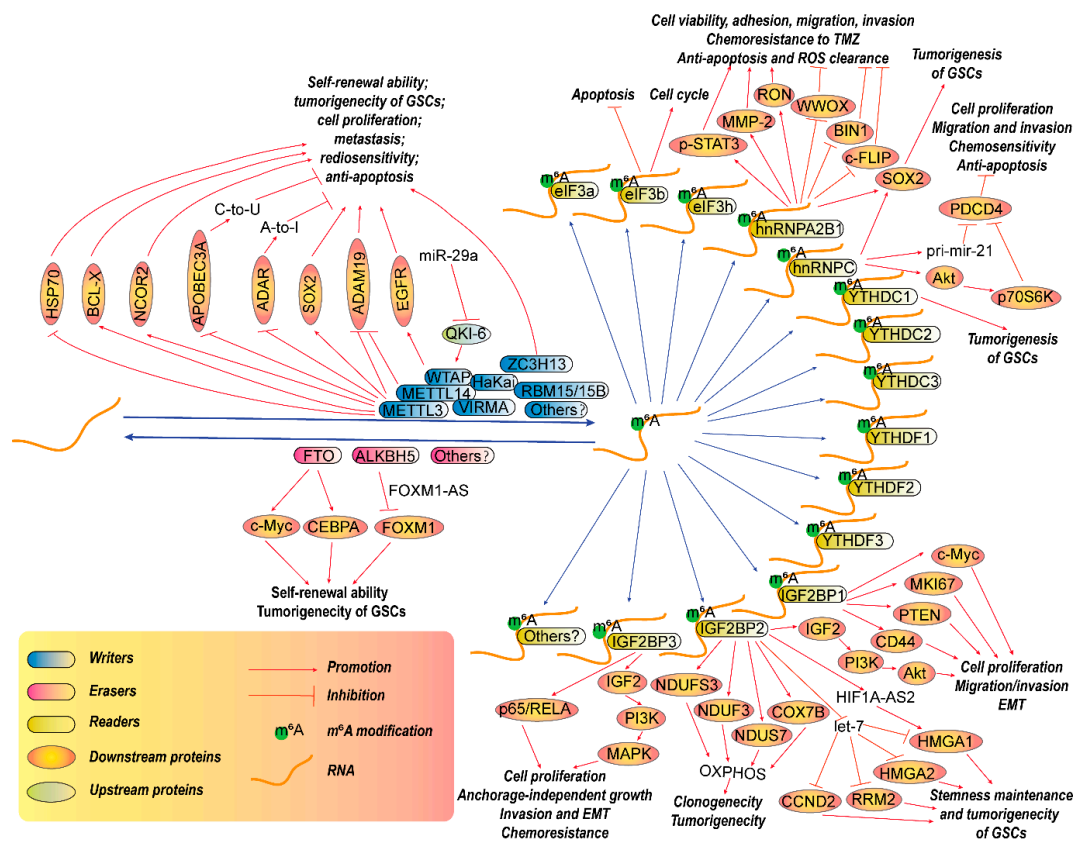 Cell viability, adhesion, migration, invasion
Chemoresistance to TMZ
Anti-apoptosis and ROS clearance
Tumorigenesis
of GSCs
Self-renewal ability;
tumorigenecity of GSCs;
cell proliferation;
metastasis;
rediosensitivity;
anti-apoptosis
Apoptosis
Cell cycle
RON
WWOX
MMP-2
BIN1
p-STAT3
c-FLIP
SOX2
Cell proliferation
Migration and invasion
Chemosensitivity
Anti-apoptosis
PDCD4
pri-mir-21
Akt
p70S6K
m⁶A
eIF3a
m⁶A
eIF3b
m⁶A
eIF3h
m⁶A
hnRNPA2B1
m⁶A
hnRNPC
m⁶A
YTHDC1
Tumorigenesis
of GSCs
m⁶A
YTHDC2
m⁶A
YTHDC3
m⁶A
YTHDF1
m⁶A
YTHDF2
m⁶A
YTHDF3
C-to-U
A-to-I
miR-29a
HSP70
BCL-X
NCOR2
APOBEC3A
ADAR
SOX2
ADAM19
EGFR
QKI-6
ZC3H13
WTAP
HaKai
METTL14
RBM15/15B
METTL3
VIRMA
Others?
m⁶A
FTO
ALKBH5
Others?
FOXM1-AS
c-Myc
CEBPA
FOXM1
Self-renewal ability
Tumorigenecity of GSCs
m⁶A
IGF2BP1
c-Myc
MKI67
PTEN
CD44
Cell proliferation
Migration/invasion
EMT
m⁶A
IGF2BP2
IGF2
PI3K
Akt
HIF1A-AS2
NDUFS3
NDUF3
NDUS7
COX7B
let-7
OXPHOS
Clonogenecity
Tumorigenecity
HMGA1
HMGA2
CCND2
RRM2
Stemness maintenance
and tumorigenecity
of GSCs
m⁶A
IGF2BP3
p65/RELA
IGF2
PI3K
MAPK
Cell proliferation
Anchorage-independent growth
Invasion and EMT
Chemoresistance
m⁶A
Others?
Writers
Erasers
Readers
Downstream proteins
Upstream proteins
Promotion
Inhibition
m⁶A
m⁶A modification
RNA